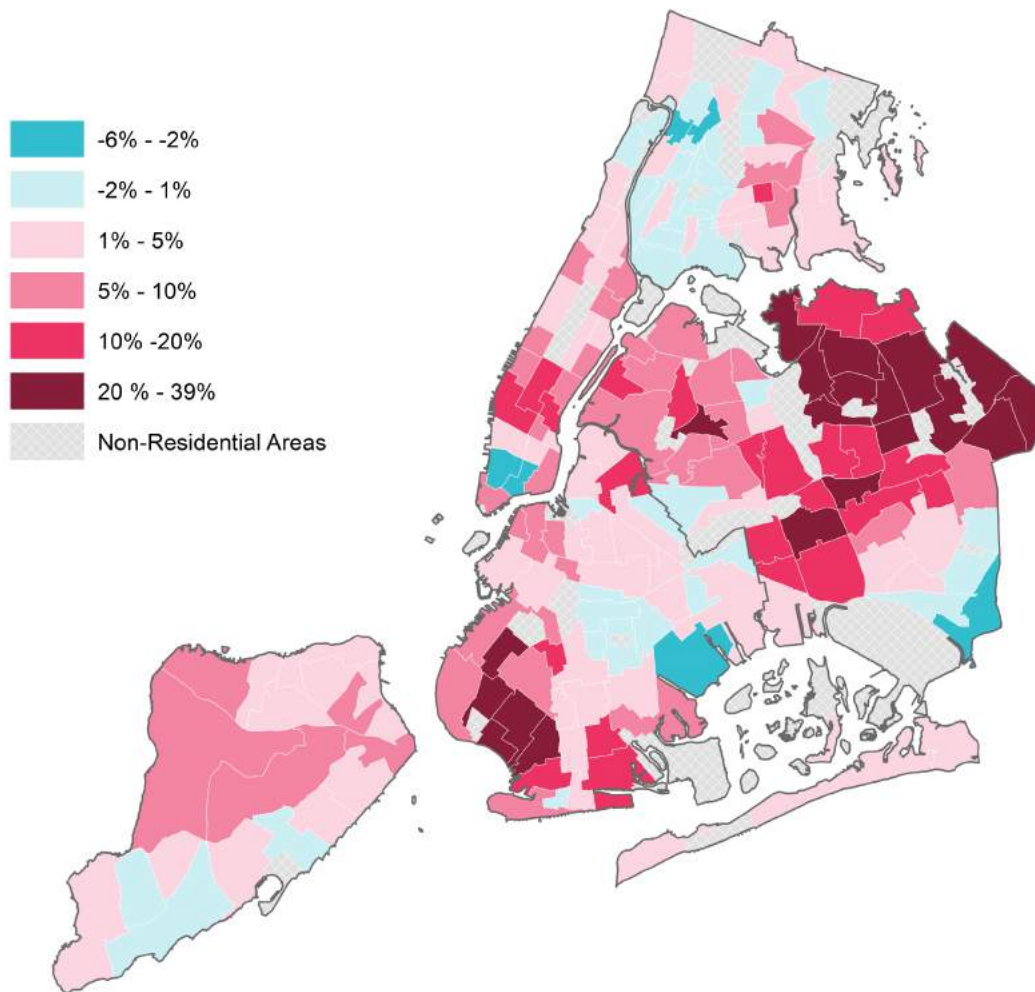 -6% - -2%
-2% - 1%
1% - 5%
5% - 10%
10% -20%
20 % - 39%
Non-Residential Areas